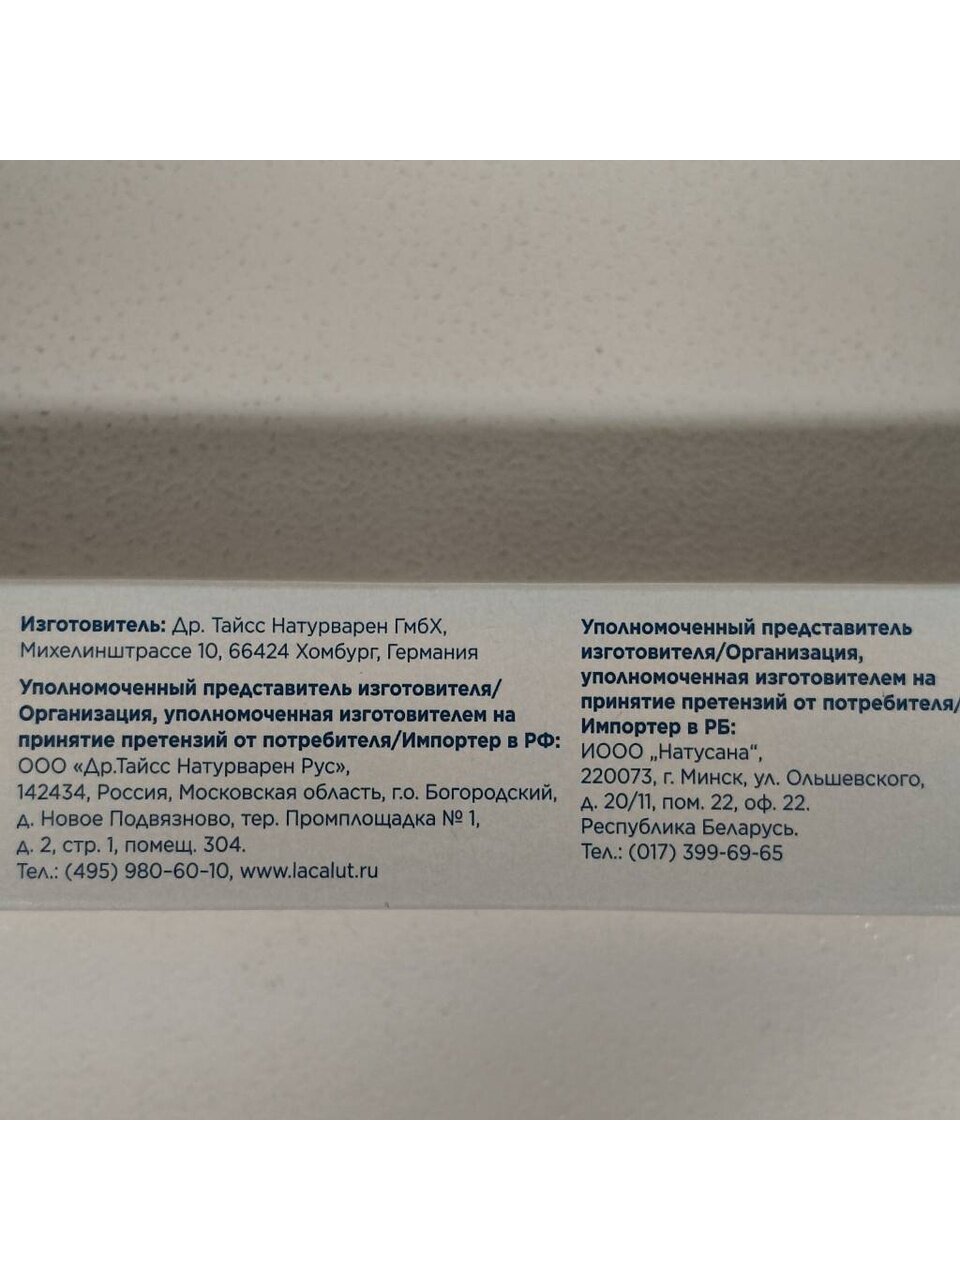 Изготовитель: Др. Тайсс Натурварен ГмбХ,
Михелинштрассе 10, 66424 Хомбург, Германия
Уполномоченный представитель изготовителя/
Организация, уполномоченная изготовителем на
принятие претензий от потребителя/Импортер в РФ:
ООО «Др.Тайсс Натурварен Рус»,
142434, Россия, Московская область, г.о. Богородский,
д. Новое Подвязново, тер. Промплощадка № 1,
д. 2, стр. 1, помещ. 304.
Тел.: (495) 980-60-10, www.lacalut.ru
Уполномоченный представитель
изготовителя/Организация,
уполномоченная изготовителем на
принятие претензий от потребителя/
Импортер в РБ:
ИООО „Натусана“,
220073, г. Минск, ул. Ольшевского,
д. 20/11, пом. 22, оф. 22.
Республика Беларусь.
Тел.: (017) 399-69-65